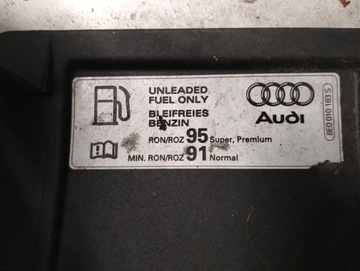 UNLEADED
FUEL ONLY
BLEIFREIES
BENZIN
RON/ROZ 95 Super, Premium
MIN. RON/ROZ 91 Normal
Audi
8E0 010 183 S